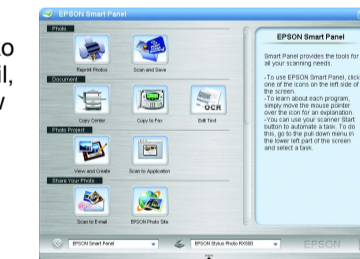 o
il,
v
EPSON Smart Panel
Photo
Reprint Photos
Scan and Save
Document
Copy Center
Copy to Fax
OCR
Edit Text
Photo Project
View and Create
Scan to Application
Share Your Photo
Scan to E-mail
EPSON Photo Site
EPSON Smart Panel
Smart Panel provides the tools for
all your scanning needs.
-To use EPSON Smart Panel, click
one of the icons on the left side of
the screen.
-To learn about each program,
simply move the mouse pointer
over the icon for an explanation.
-You can use your scanner Start
button to automate a task. To do
this, go to the pull down menu in
the lower left part of the screen
and select a task.
EPSON Smart Panel
EPSON Stylus Photo RX600
EPSON